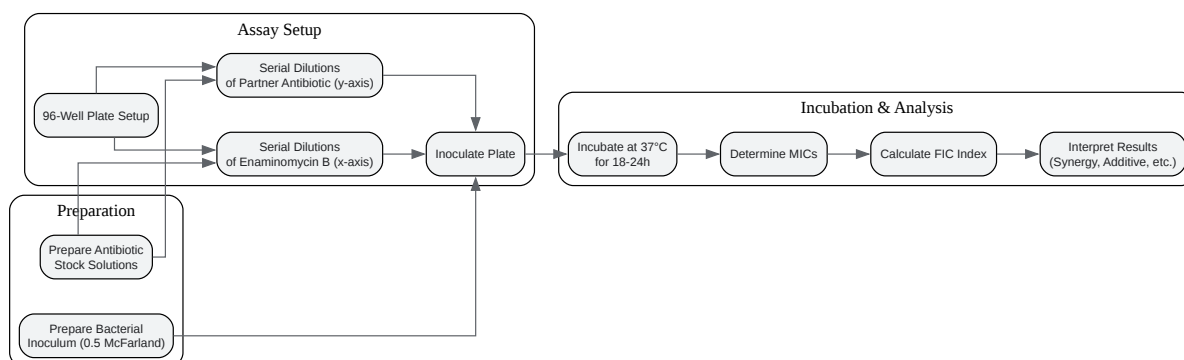 Assay Setup
Serial Dilutions
of Partner Antibiotic (y-axis)
96-Well Plate Setup
Serial Dilutions
of Enaminomycin B (x-axis)
Inoculate Plate
Incubation & Analysis
Incubate at 37°C
for 18-24h
Determine MICs
Calculate FIC Index
Interpret Results
(Synergy, Additive, etc.)
Preparation
Prepare Antibiotic
Stock Solutions
Prepare Bacterial
Inoculum (0.5 McFarland)